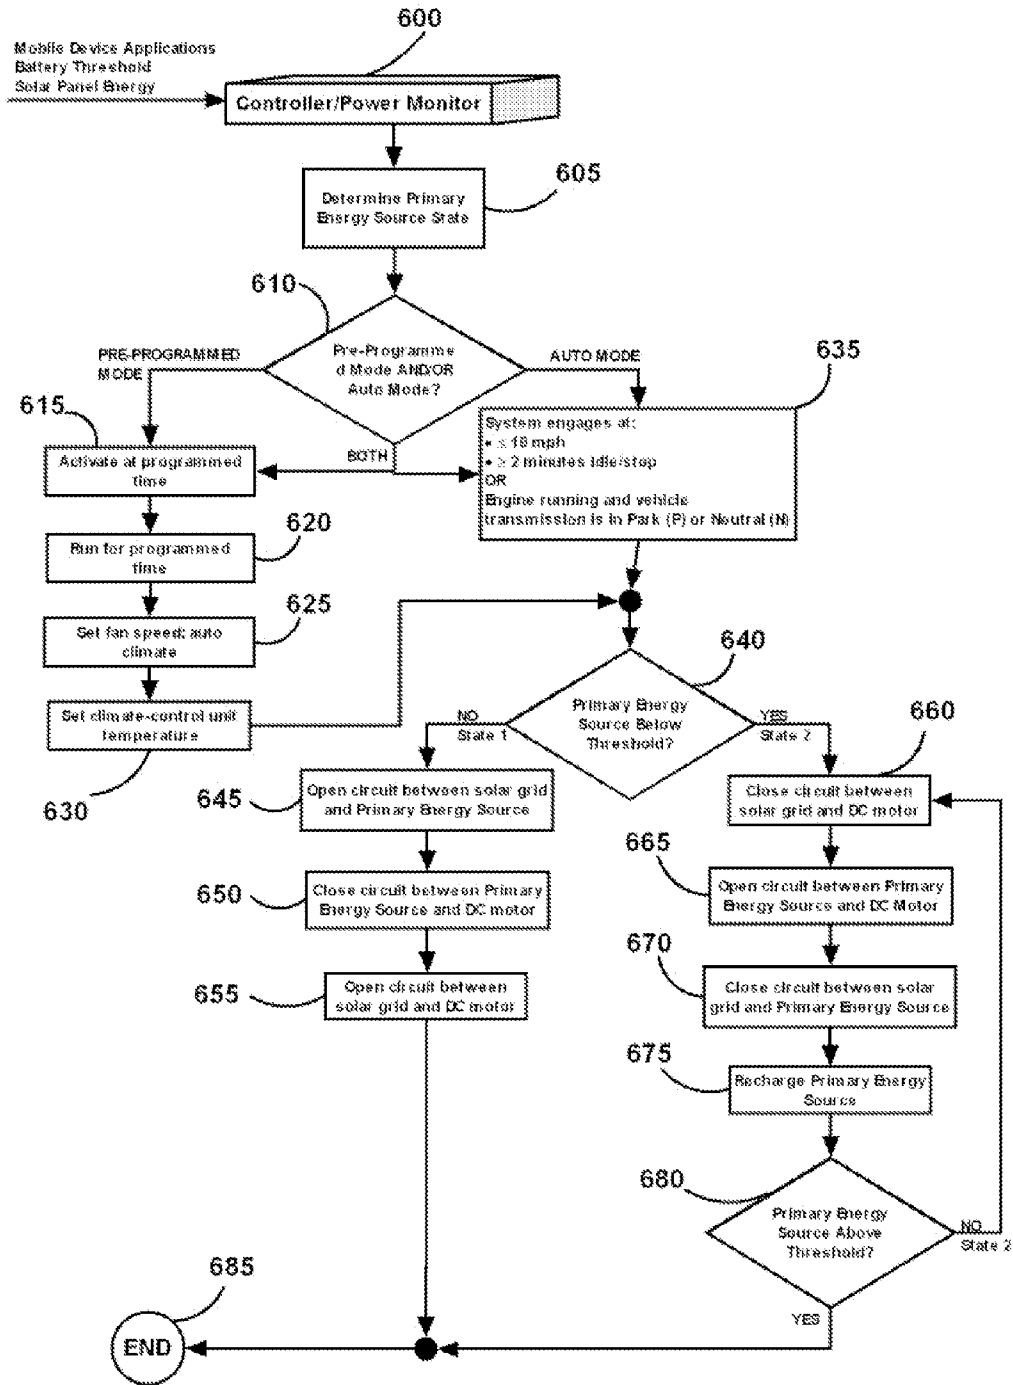 600
Mobile Device Applications
Battery Threshold
Solar Panel Energy
Controller/Power Monitor
605
Determine Primary
Energy Source State
610
Pre-Programme
d Mode AND/OR
Auto Mode?
PRE-PROGRAMMED
MODE
AUTO MODE
BOTH
635
System engages at:
• ≤ 18 mph
• ≥ 2 minutes Idle/stop
OR
Engine running and vehicle
transmission is in Park (P) or Neutral (N)
615
Activate at programmed
time
620
Run for programmed
time
625
Set fan speed; auto
climate
630
Set climate-control unit
temperature
640
Primary Energy
Source Below
Threshold?
NO
State 1
YES
State 2
645
Open circuit between solar grid
and Primary Energy Source
650
Close circuit between Primary
Energy Source and DC motor
655
Open circuit between
solar grid and DC motor
660
Close circuit between
solar grid and DC motor
665
Open circuit between Primary
Energy Source and DC Motor
670
Close circuit between solar
grid and Primary Energy Source
675
Recharge Primary Energy
Source
680
Primary Energy
Source Above
Threshold?
NO
State 2
YES
685
END